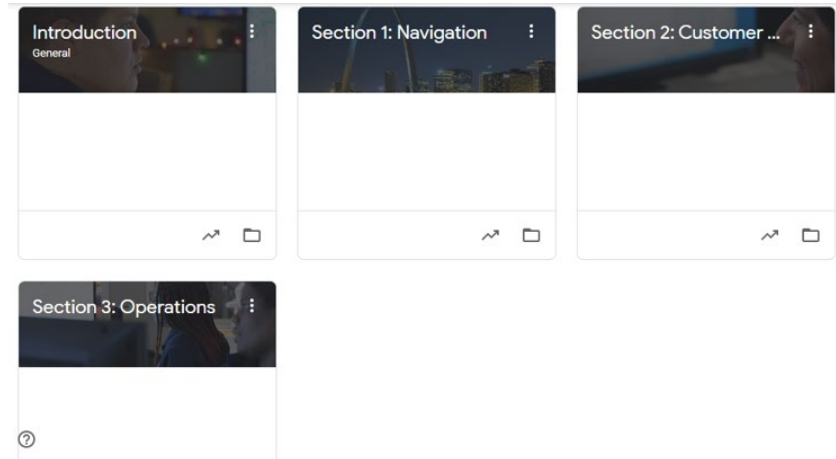 Introduction
General
Section 1: Navigation
Section 2: Customer ...
Section 3: Operations